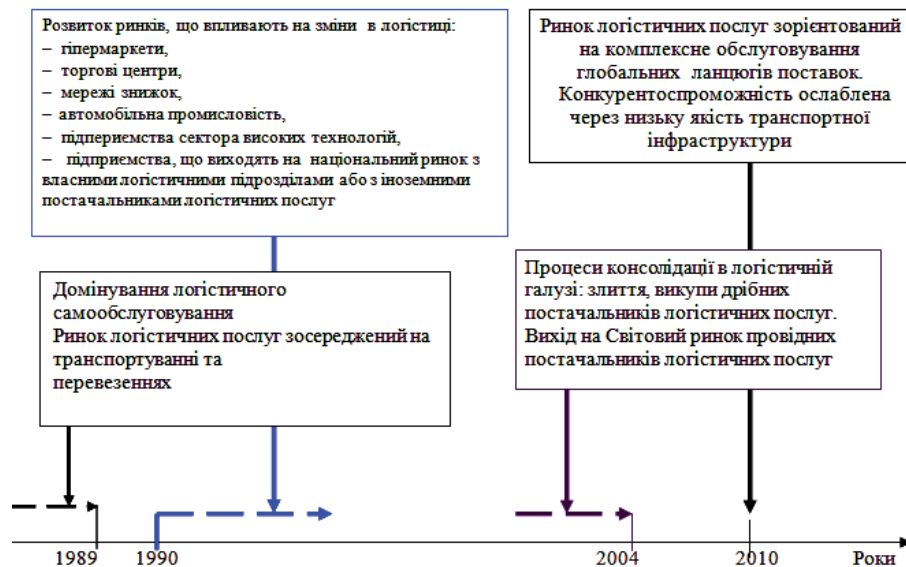 Розвиток ринків, що впливають на зміни в логістиці:
– гіпермаркети,
– торгові центри,
– мережі знижок,
– автомобільна промисловість,
– підпериємства сектора високих технологій,
– підприємства, що виходять на національний ринок з
власними логістичними підрозділами або з іноземними
постачальниками логістичних послуг
Ринок логістичних послуг зорієнтований
на комплексне обслуговування
глобальних ланцюгів поставок.
Конкурентоспроможність ослаблена
через низьку якість транспортної
інфраструктури
Домінування логістичного
самообслуговування
Ринок логістичних послуг зосереджений на
транспортуванні та
перевезеннях
Процеси консолідації в логістичній
галузі: злиття, викупи дрібних
постачальників логістичних послуг.
Вихід на Світовий ринок провідних
постачальників логістичних послуг
1989
1990
2004
2010
Роки